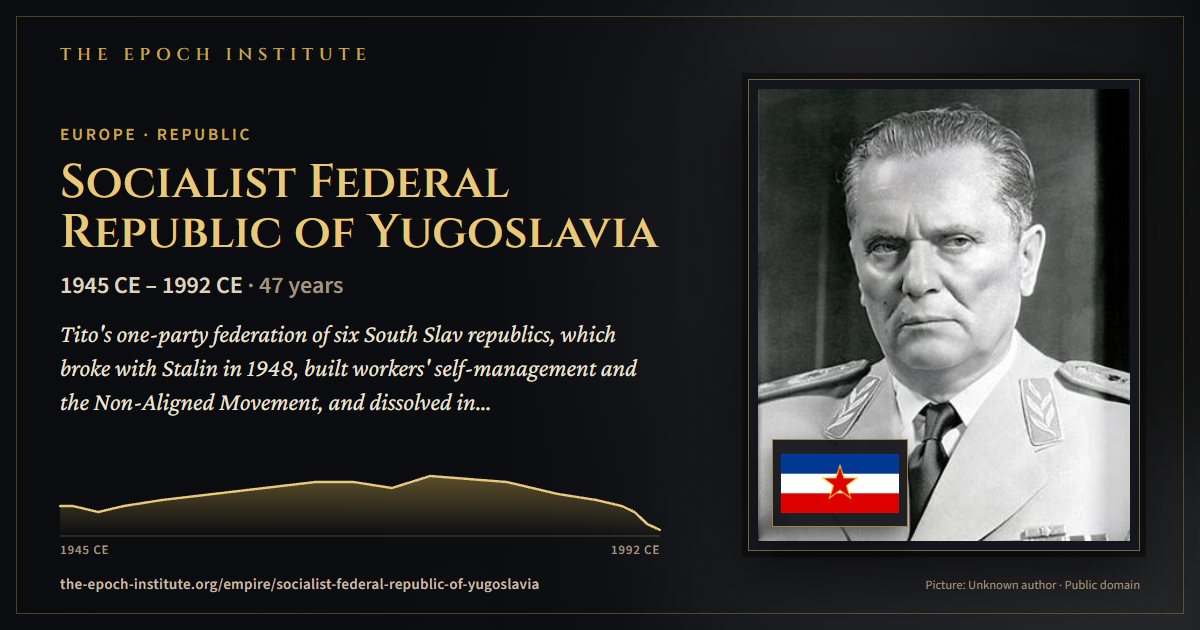 THE EPOCH INSTITUTE
EUROPE · REPUBLIC
SOCIALIST FEDERAL
REPUBLIC OF YUGOSLAVIA
1945 CE – 1992 CE · 47 years
Tito's one-party federation of six South Slav republics, which
broke with Stalin in 1948, built workers' self-management and
the Non-Aligned Movement, and dissolved in...
1945 CE
1992 CE
the-epoch-institute.org/empire/socialist-federal-republic-of-yugoslavia
Picture: Unknown author · Public domain